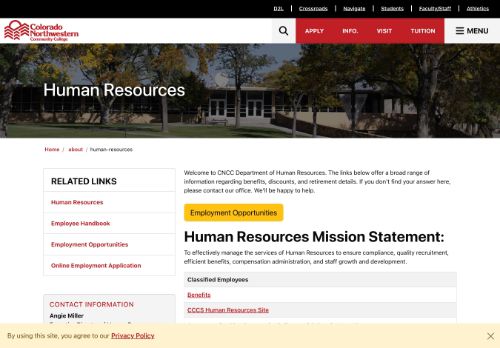 D2L | Crossroads | Navigate | Students | Faculty/Staff | Athletics
Colorado
Northwestern
Community College
APPLY INFO. VISIT TUITION MENU
Human Resources
Home / about / human-resources
RELATED LINKS
Human Resources
Employee Handbook
Employment Opportunities
Online Employment Application
CONTACT INFORMATION
Angie Miller
Welcome to CNCC Department of Human Resources. The links below offer a broad range of
information regarding benefits, discounts, and retirement details. If you don't find your answer here,
please contact our office. We'll be happy to help.
Employment Opportunities
Human Resources Mission Statement:
To effectively manage the services of Human Resources to ensure compliance, quality recruitment,
efficient benefits, compensation administration, and staff growth and development.
Classified Employees
Benefits
CCCS Human Resources Site
By using this site, you agree to our Privacy Policy